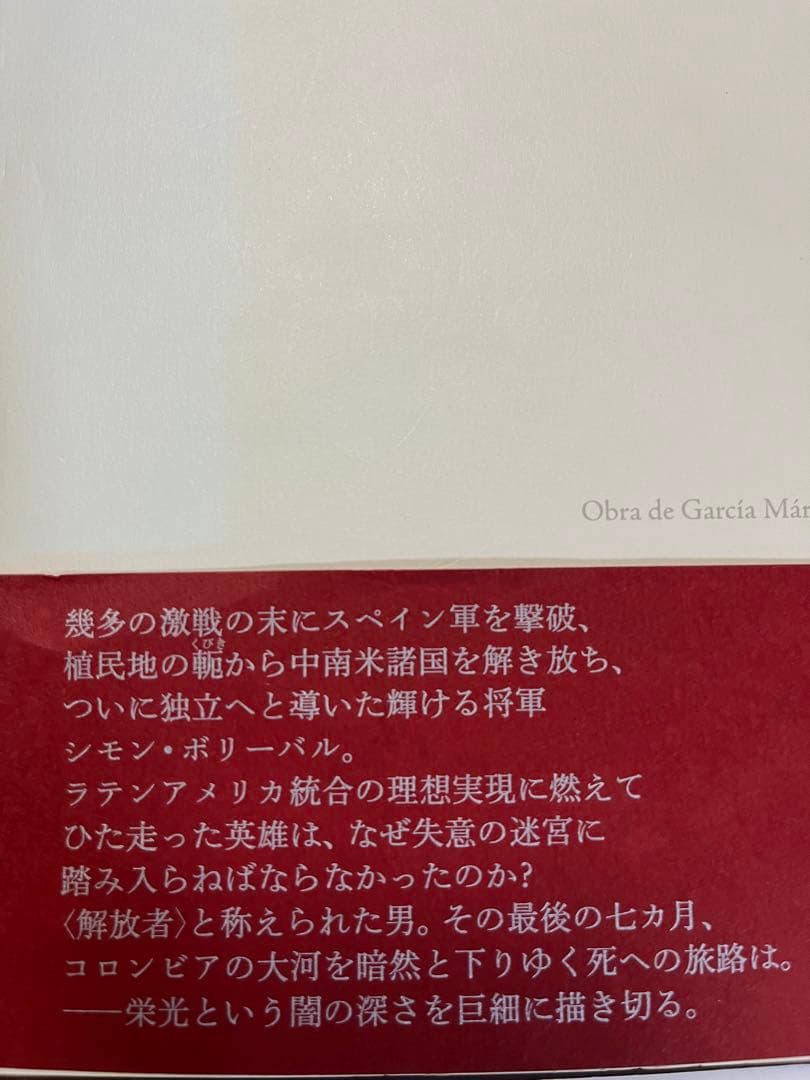 Obra de García Már
幾多の激戦の末にスペイン軍を撃破、
くびき
植民地の軛から中南米諸国を解き放ち、
ついに独立へと導いた輝ける将軍
シモン・ボリーバル。
ラテンアメリカ統合の理想実現に燃えて
ひた走った英雄は、なぜ失意の迷宮に
踏み入らねばならなかったのか?
〈解放者〉と称えられた男。その最後の七カ月、
コロンビアの大河を暗然と下りゆく死への旅路は。
――栄光という闇の深さを巨細に描き切る。